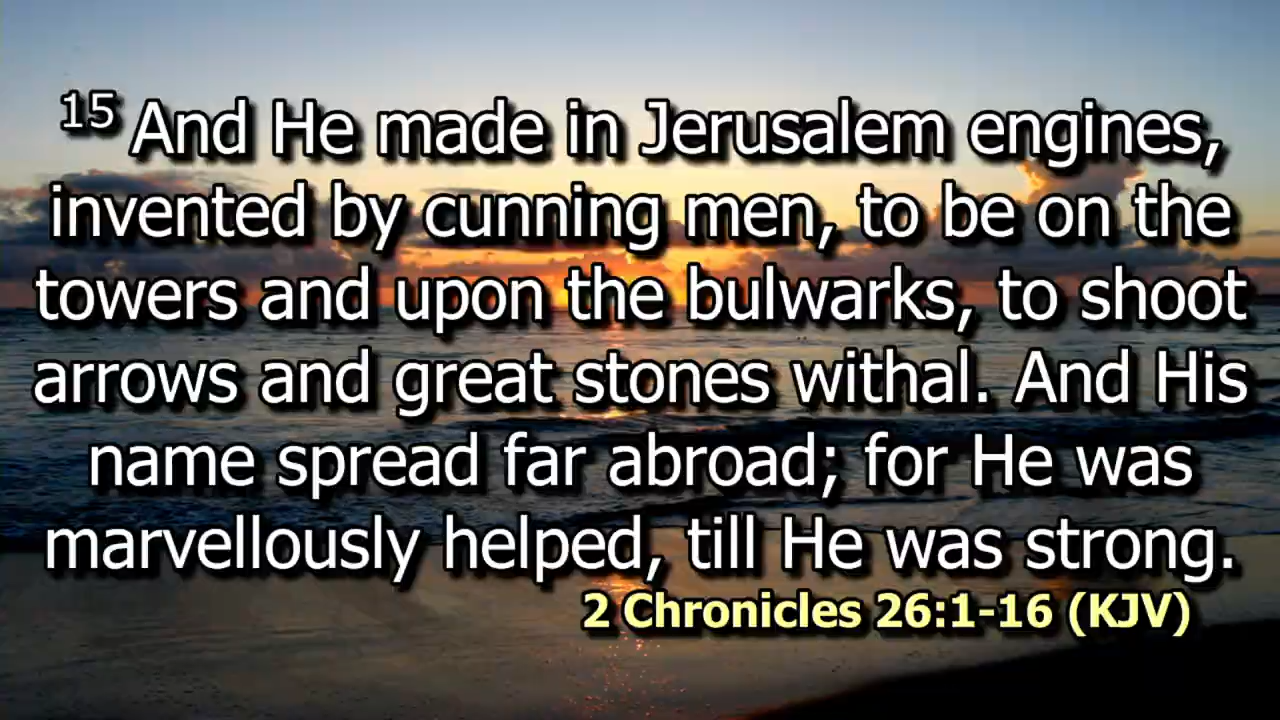 15 And He made in Jerusalem engines,
invented by cunning men, to be on the
towers and upon the bulwarks, to shoot
arrows and great stones withal. And His
name spread far abroad; for He was
marvellously helped, till He was strong.
2 Chronicles 26:1-16 (KJV)